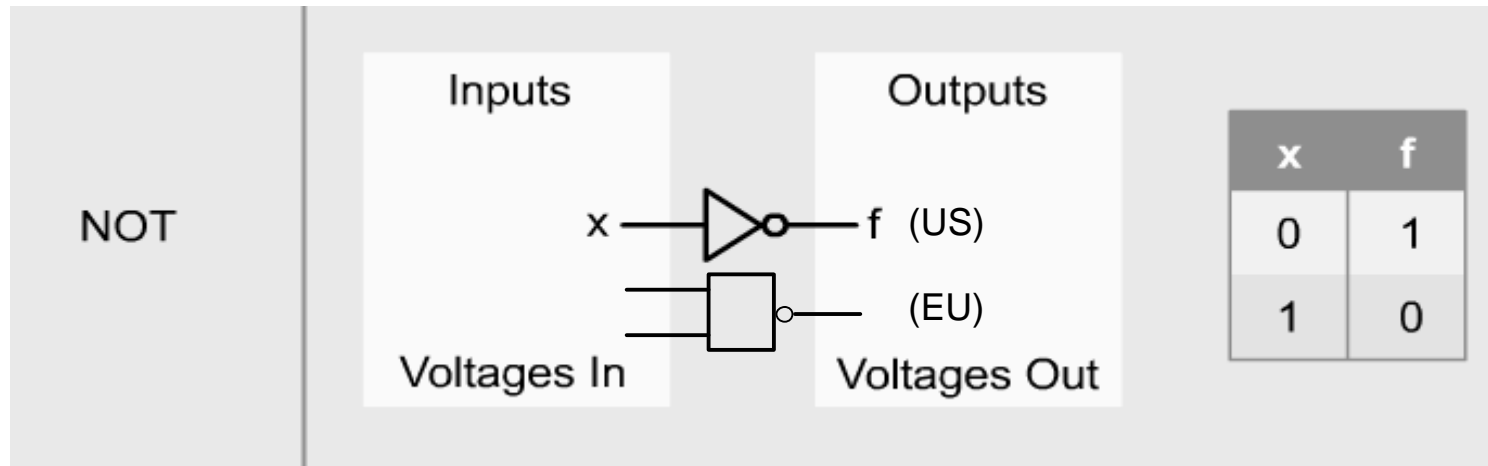 NOT
Inputs
Outputs
x f (US)
(EU)
Voltages In
Voltages Out
x f
0 1
1 0